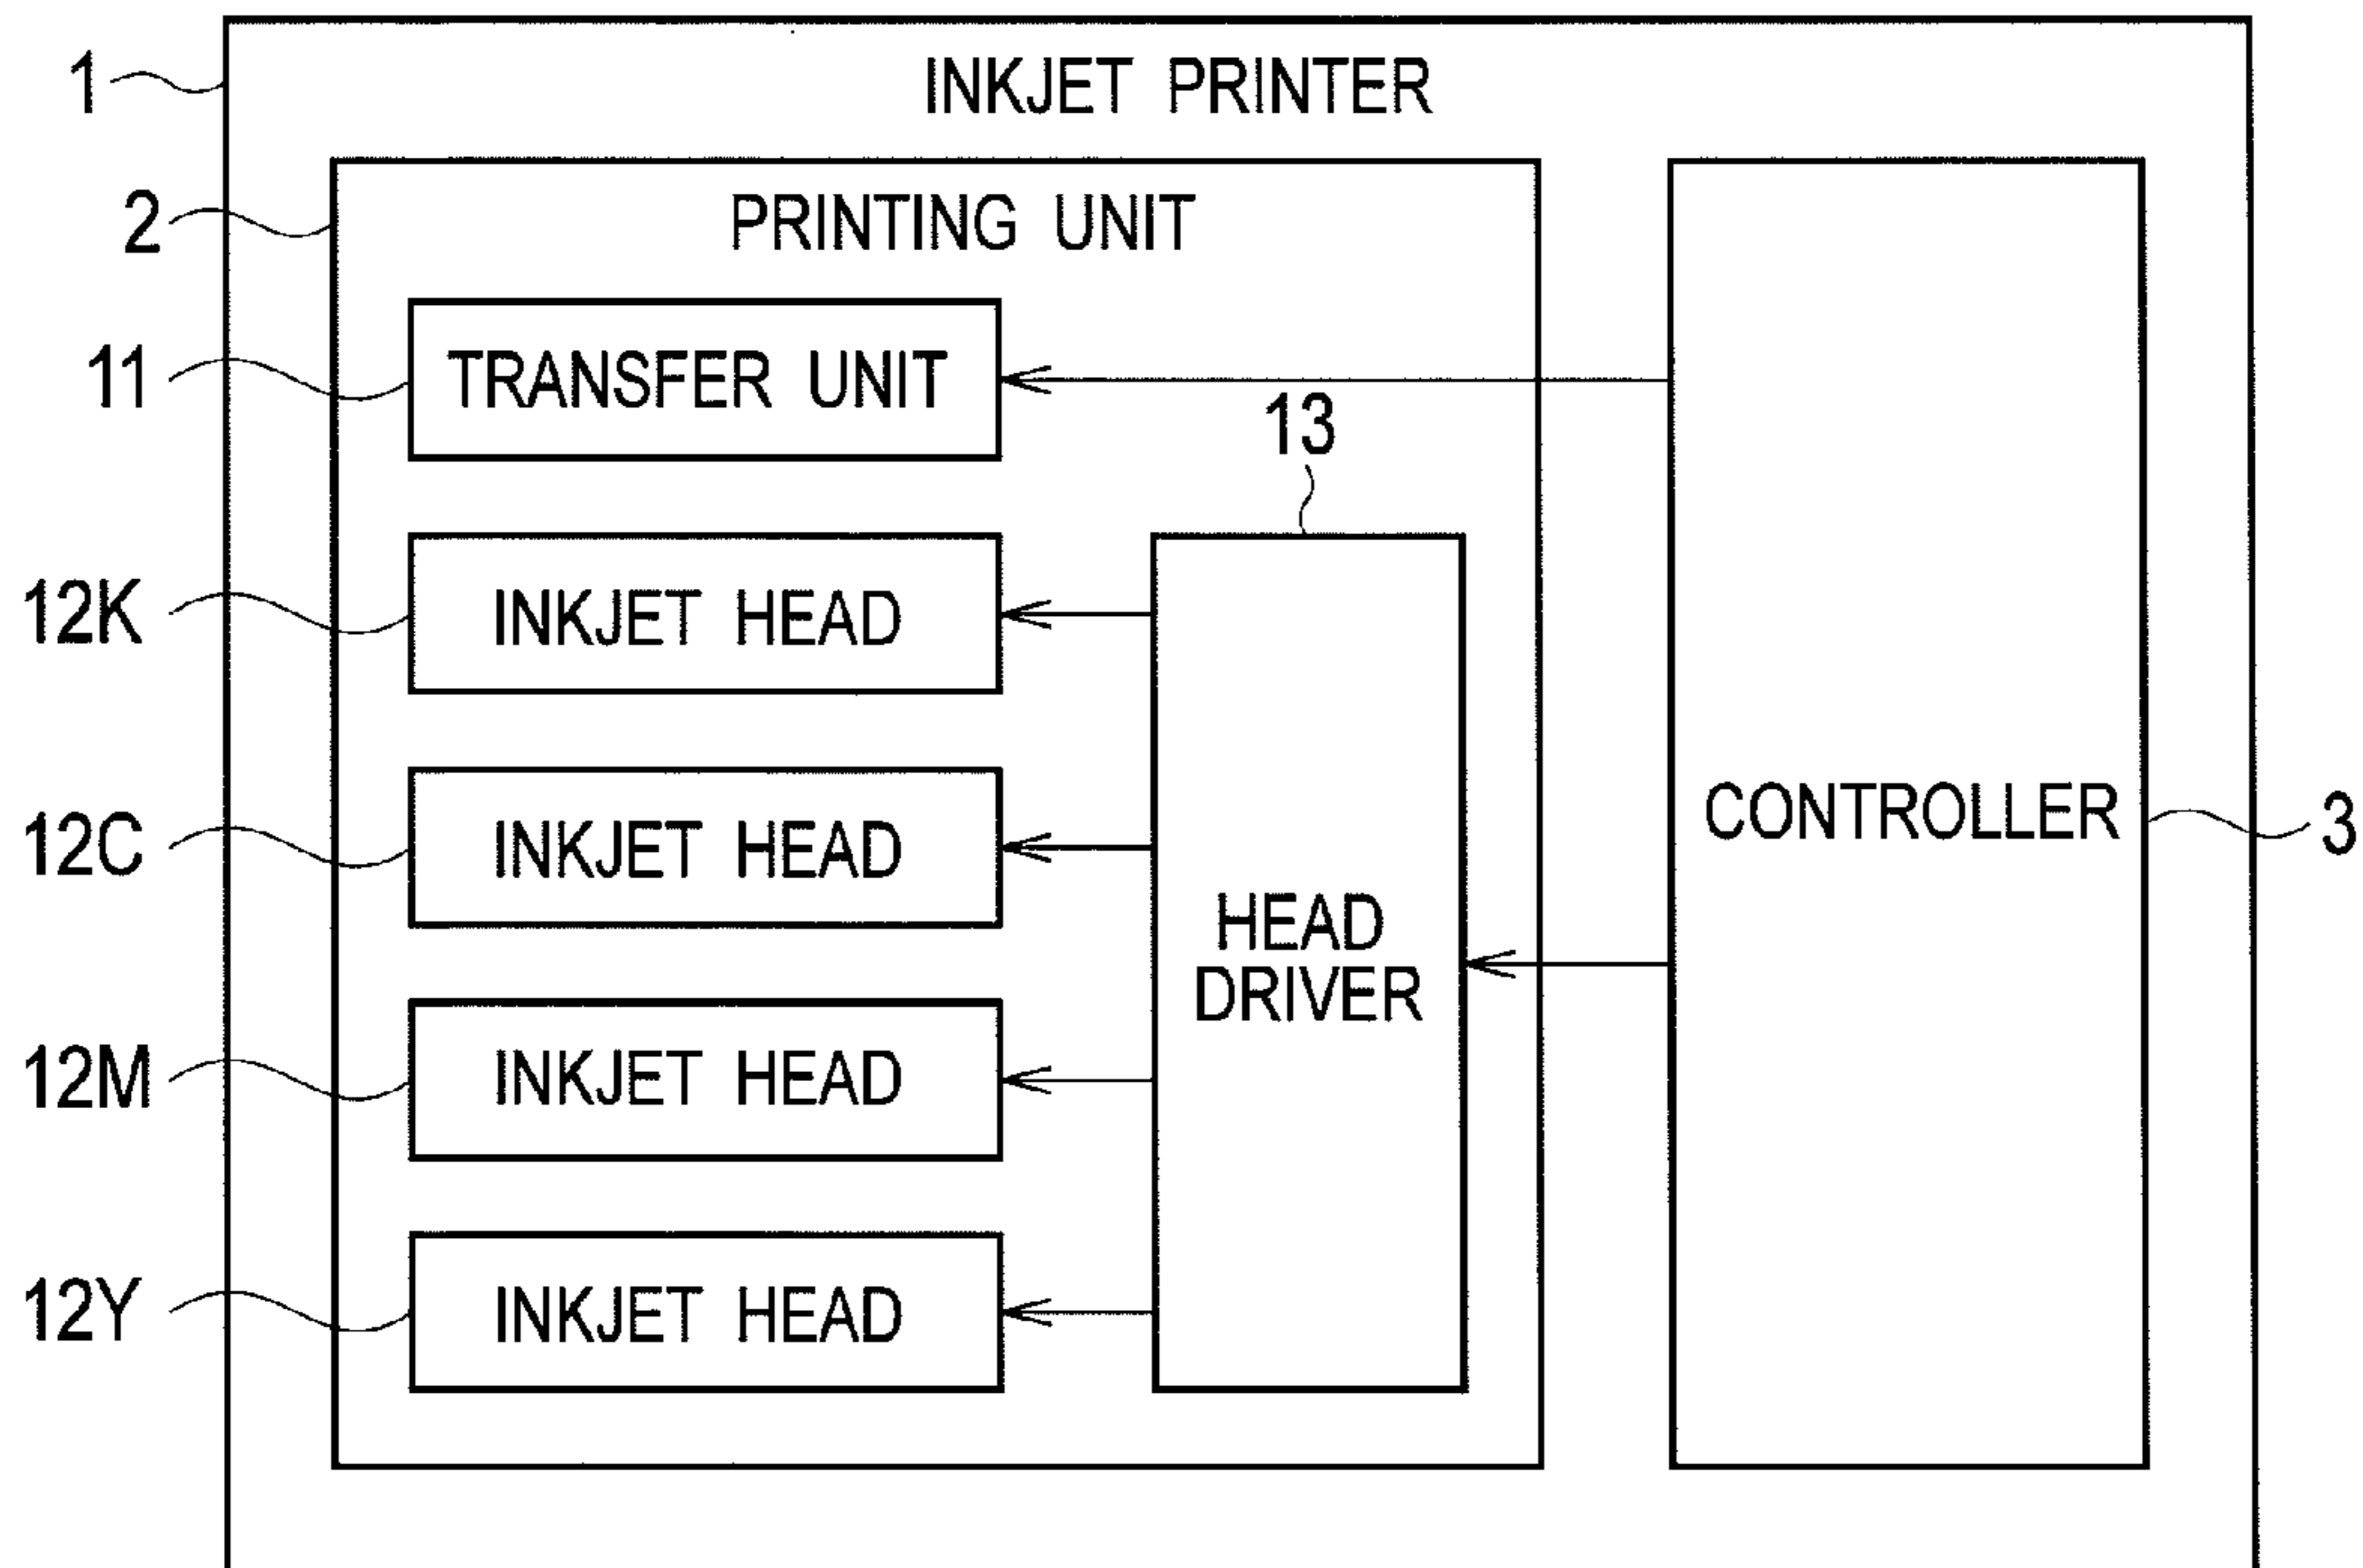 1
INKJET PRINTER
2
PRINTING UNIT
11
TRANSFER UNIT
13
12K
INKJET HEAD
12C
INKJET HEAD
CONTROLLER
3
HEAD
DRIVER
12M
INKJET HEAD
12Y
INKJET HEAD